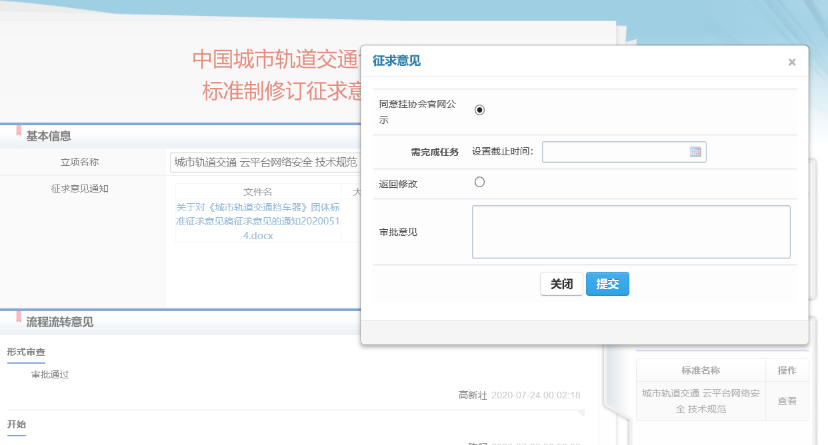 中国城市轨道交通
标准制修订征求意
基本信息
立项名称
城市轨道交通 云平台网络安全 技术规范
征求意见通知
文件名
大
关于对《城市轨道交通挡车器》团体标
准征求意见稿征求意见的通知2020051
4.docx
流程流转意见
形式审查
审批通过
高新壮 2020-07-24 00:02:18
开始
征求意见
×
同意挂协会官网公
示
需完成任务
设置截止时间:
返回修改
审批意见
关闭
提交
标准名称
操作
城市轨道交通 云平台网络安
全 技术规范
查看